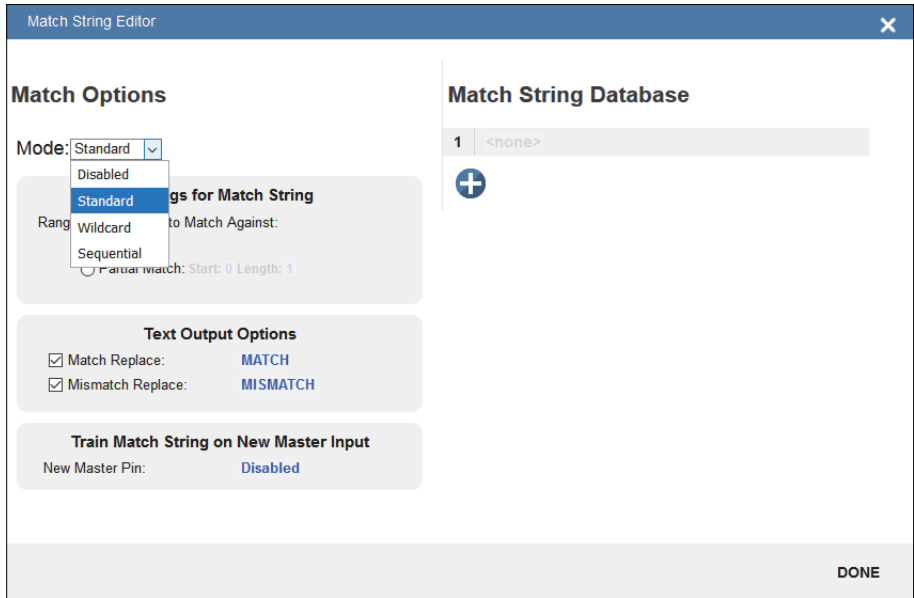 Match String Editor
Match Options
Mode: Standard
Disabled
Standard
Wildcard
Sequential
for Match String
to Match Against:
Partial Match: Start: 0 Length: 1
Text Output Options
Match Replace: MATCH
Mismatch Replace: MISMATCH
Train Match String on New Master Input
New Master Pin: Disabled
Match String Database
1 <none>
DONE